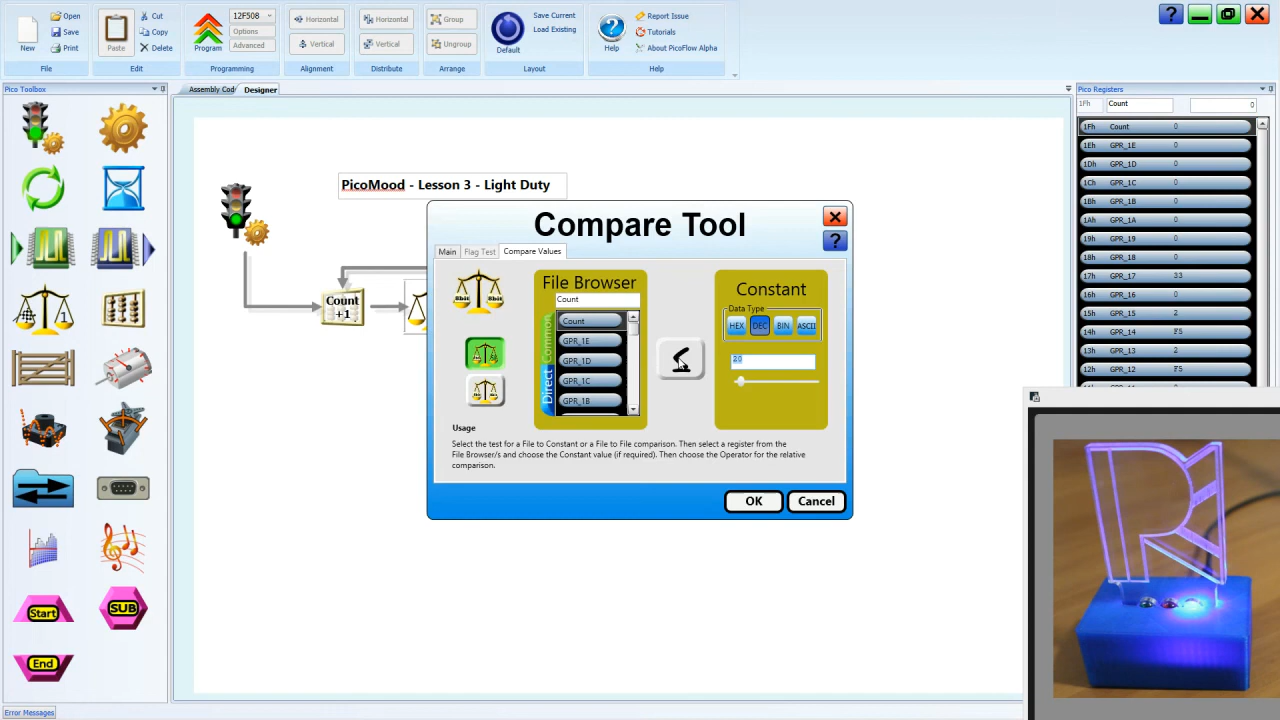 Open
Cut
12F508
Horizontal
Horizontal
Group
Save Current
Report Issue
Save
Copy
Options
Load Existing
Tutorials
New
Print
Paste
Delete
Program
Advanced
Vertical
Vertical
Ungroup
Default
Help
About PicoFlow Alpha
File
Edit
Programming
Alignment
Distribute
Arrange
Layout
Help
Pico Toolbox
Assembly Cod
Designer
Pico Registers
1Fh
Count
0
1Fh Count 0
1Eh GPR_1E 0
1Dh GPR_1D 0
1Ch GPR_1C 0
1Bh GPR_1B 0
1Ah GPR_1A 0
19h GPR_19 0
18h GPR_18 0
17h GPR_17 33
16h GPR_16 0
15h GPR_15 2
14h GPR_14 F5
13h GPR_13 2
12h GPR_12 F5
PicoMood - Lesson 3 - Light Duty
Count
+1
Compare Tool
Main
Flag Test
Compare Values
8bit 8bit
File Browser
Count
Common
Direct
Count
GPR_1E
GPR_1D
GPR_1C
GPR_1B
Constant
Data Type
HEX
DEC
BIN
ASCII
20
Usage
Select the test for a File to Constant or a File to File comparison. Then select a register from the
File Browser/s and choose the Constant value (if required). Then choose the Operator for the relative
comparison.
OK
Cancel
1
Start
SUB
End
Error Messages